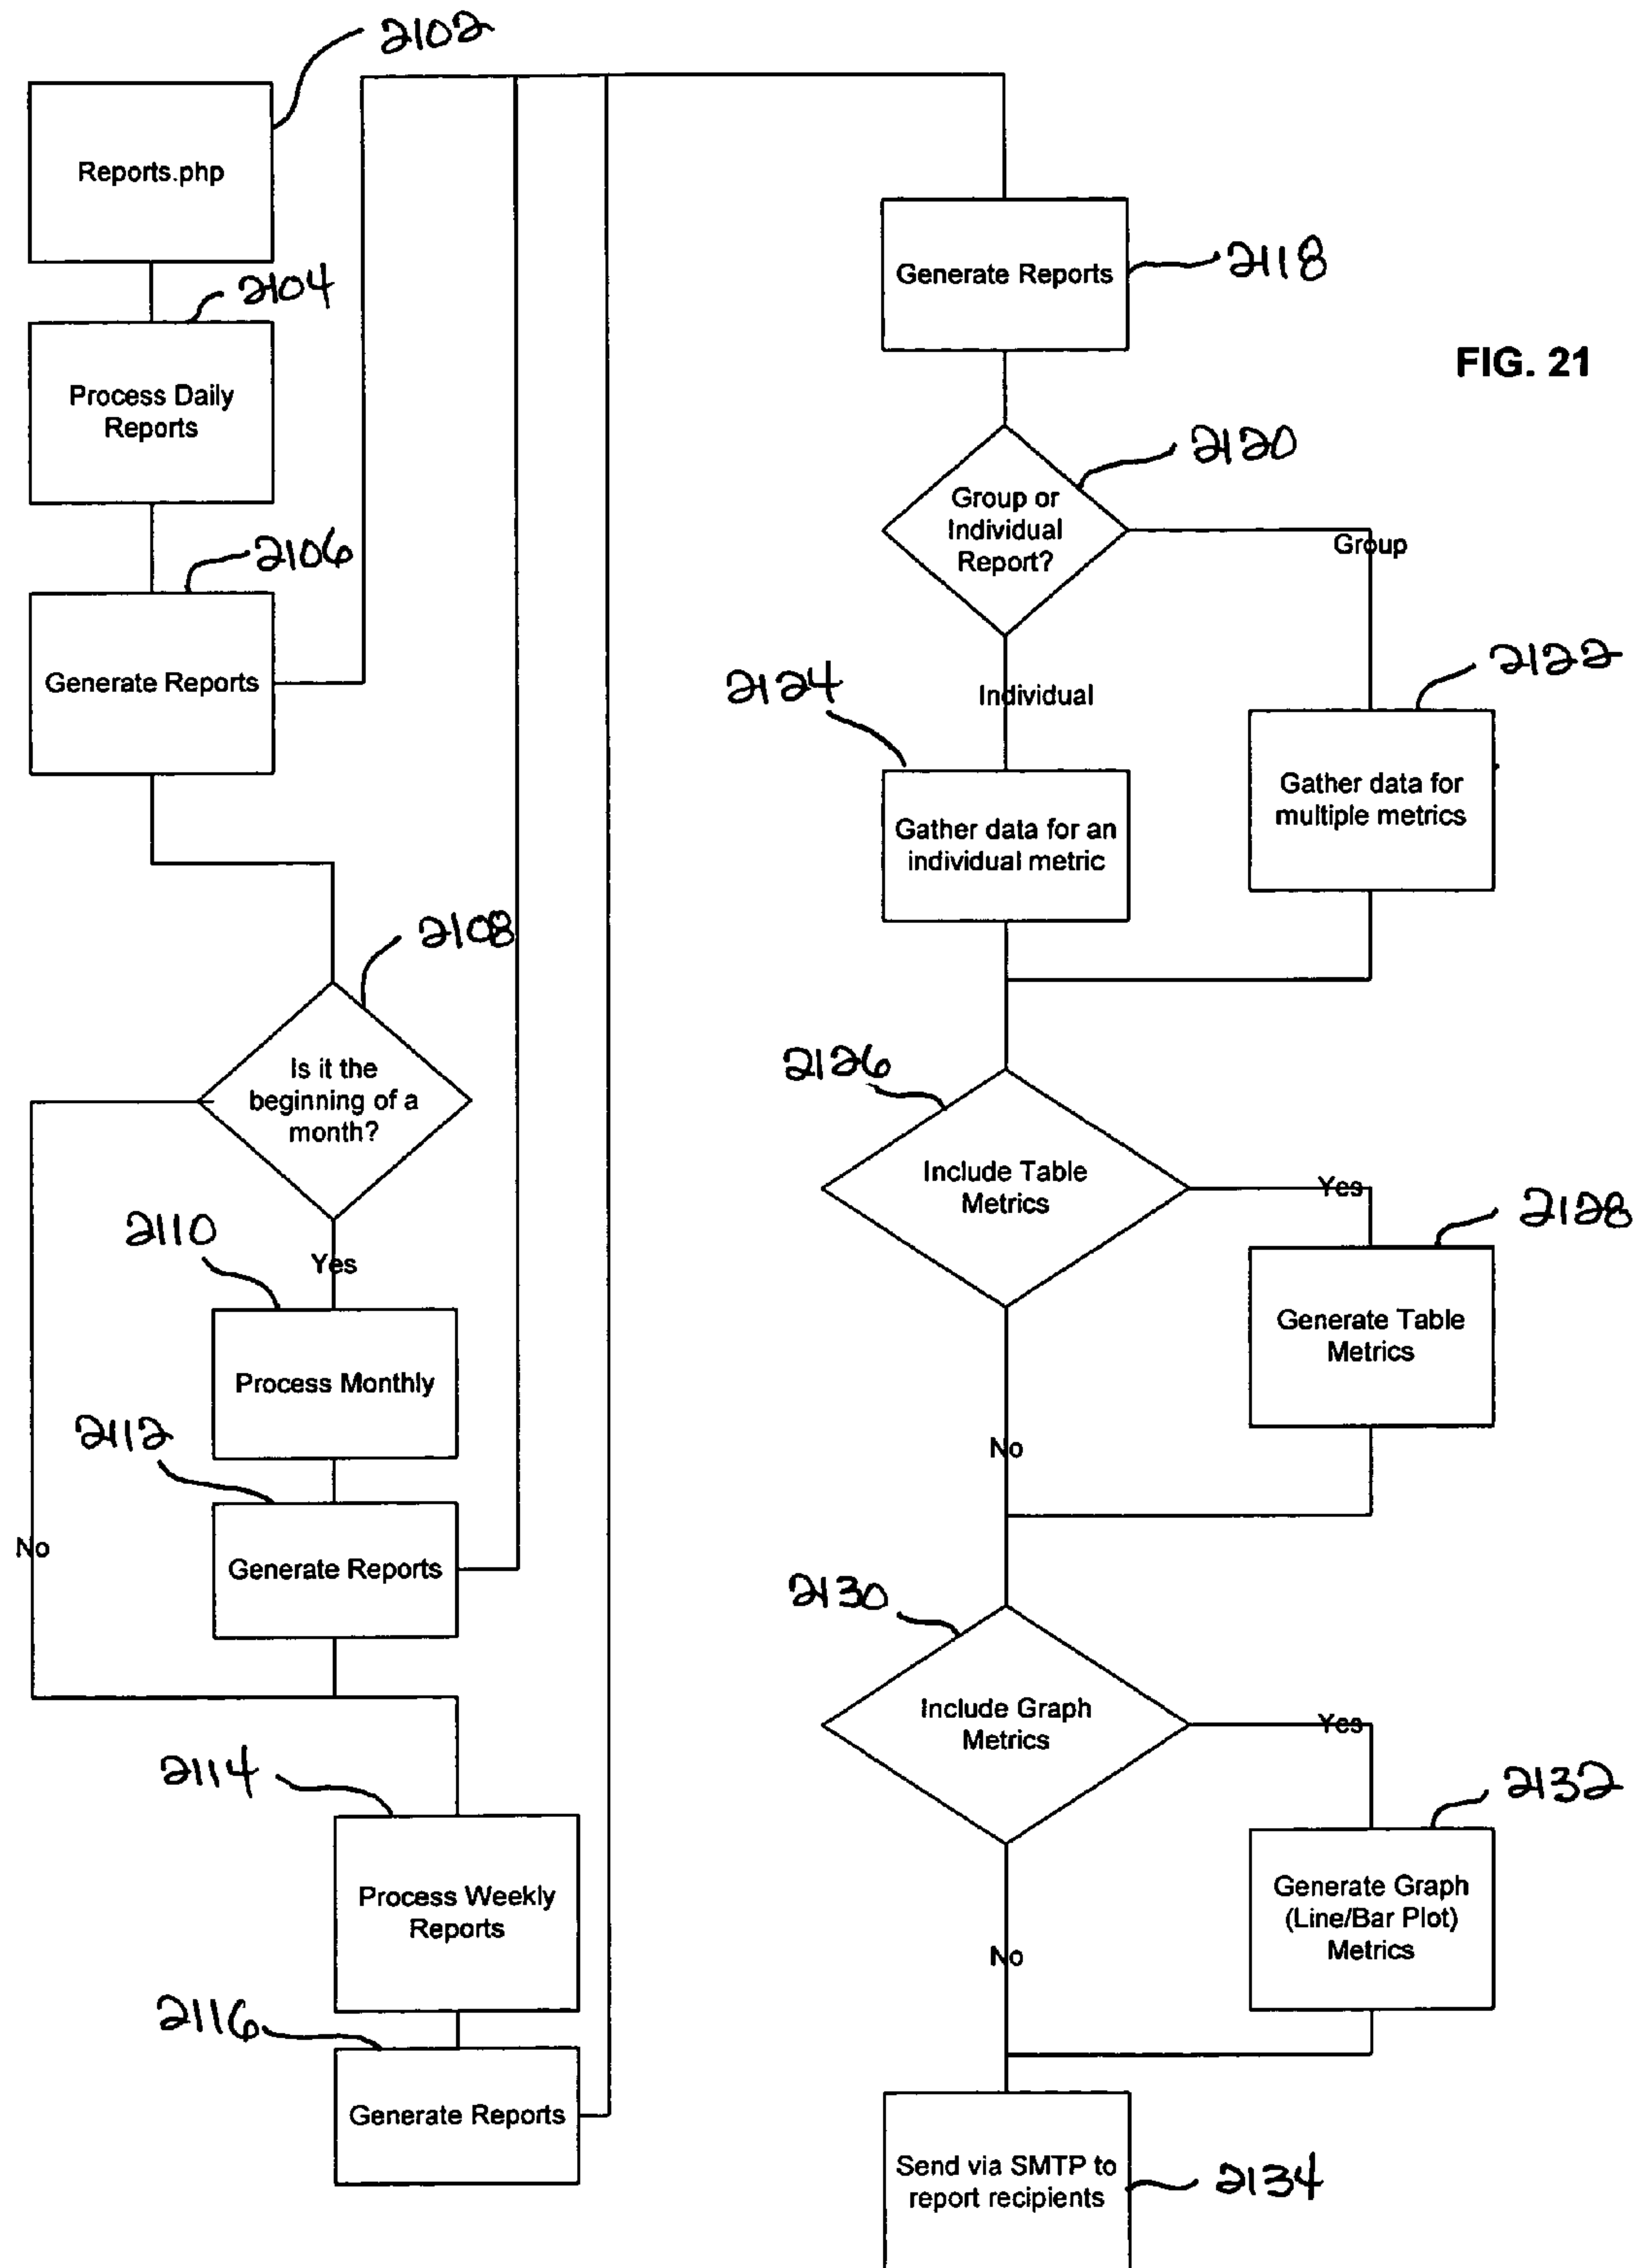 2102
Reports.php
2104
Process Daily
Reports
2106
Generate Reports
2108
Is it the
beginning of a
month?
Yes
2110
Process Monthly
2112
Generate Reports
No
2114
Process Weekly
Reports
2116
Generate Reports
Generate Reports
2118
FIG. 21
2120
Group or
Individual
Report?
Group
2122
Gather data for
multiple metrics
Individual
2124
Gather data for an
individual metric
2126
Include Table
Metrics
Yes
2128
Generate Table
Metrics
No
2130
Include Graph
Metrics
Yes
2132
Generate Graph
(Line/Bar Plot)
Metrics
No
Send via SMTP to
report recipients
2134